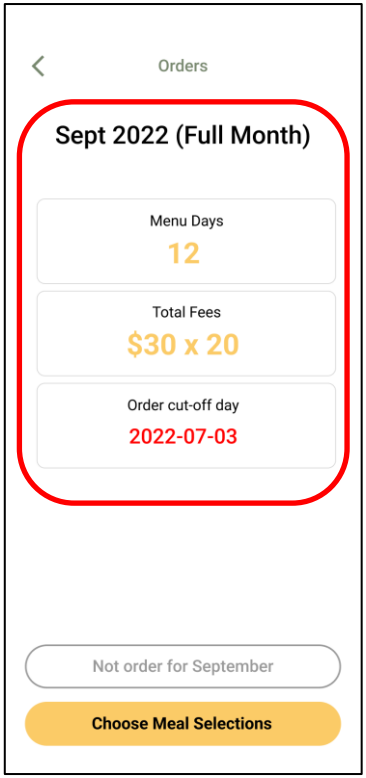 Orders
Sept 2022 (Full Month)
Menu Days
12
Total Fees
$30 x 20
Order cut-off day
2022-07-03
Not order for September
Choose Meal Selections